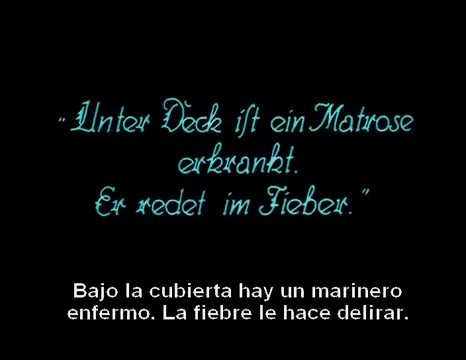 „Unter Deck iſt ein Matroſe
erkrankt.
Er redet im Fieber."
Bajo la cubierta hay un marinero
enfermo. La fiebre le hace delirar.